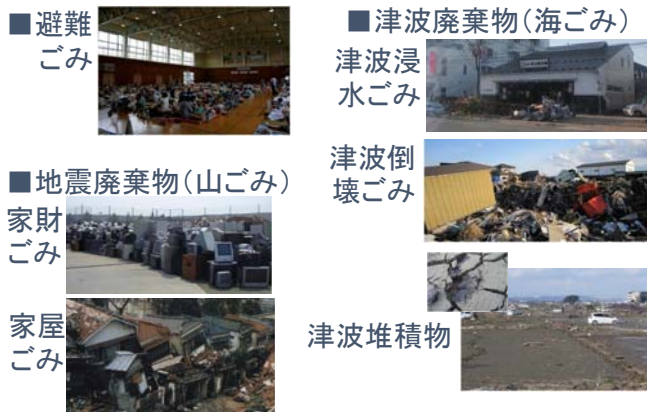 ■避難
ごみ
■地震廃棄物（山ごみ）
家財
ごみ
家屋
ごみ
■津波廃棄物（海ごみ）
津波浸
水ごみ
津波倒
壊ごみ
津波堆積物